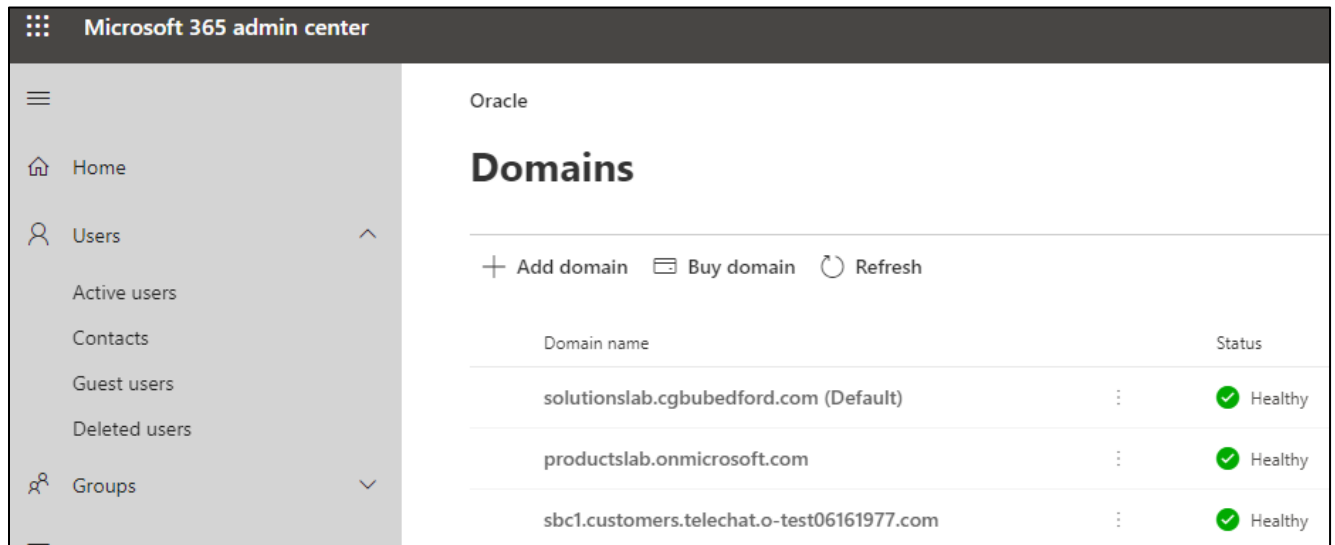 Microsoft 365 admin center
Oracle
Home
Domains
Users
Add domain Buy domain Refresh
Active users
Contacts
Domain name Status
Guest users
solutionslab.cgbubedford.com (Default) Healthy
Deleted users
productslab.onmicrosoft.com Healthy
Groups
sbc1.customers.telechat.o-test06161977.com Healthy